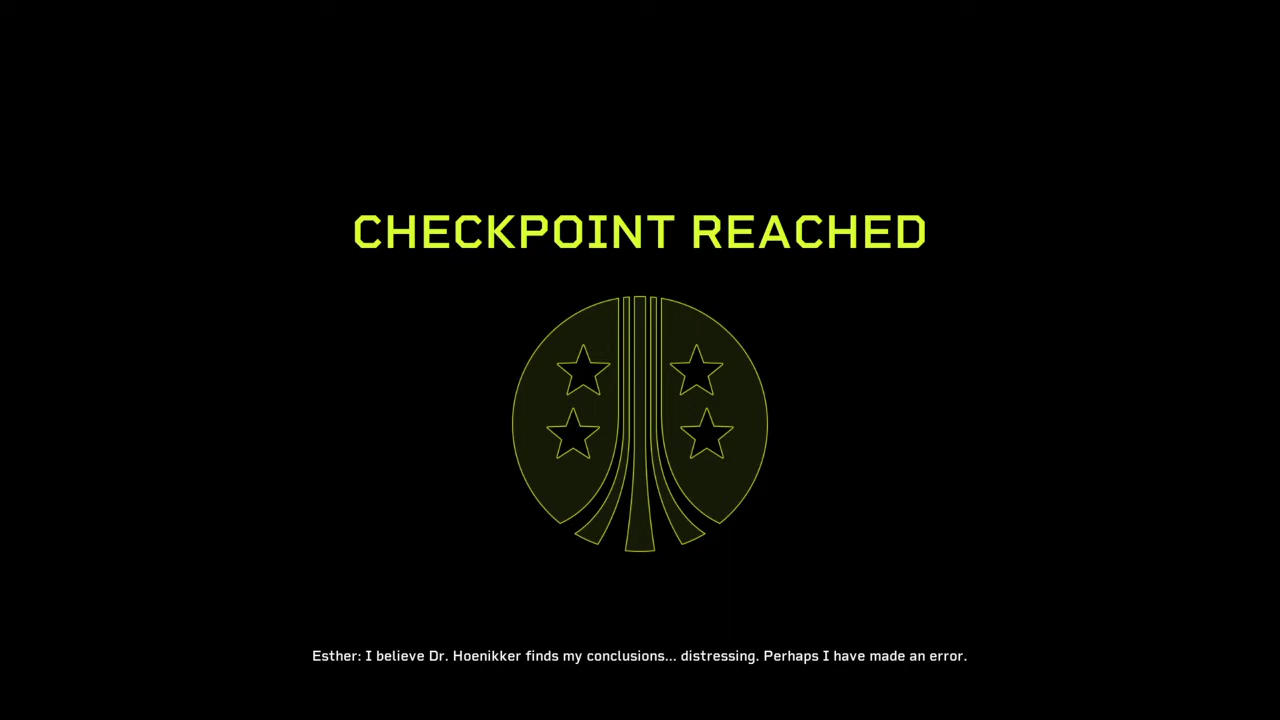 CHECKPOINT REACHED
Esther: I believe Dr. Hoenikker finds my conclusions... distressing. Perhaps I have made an error.